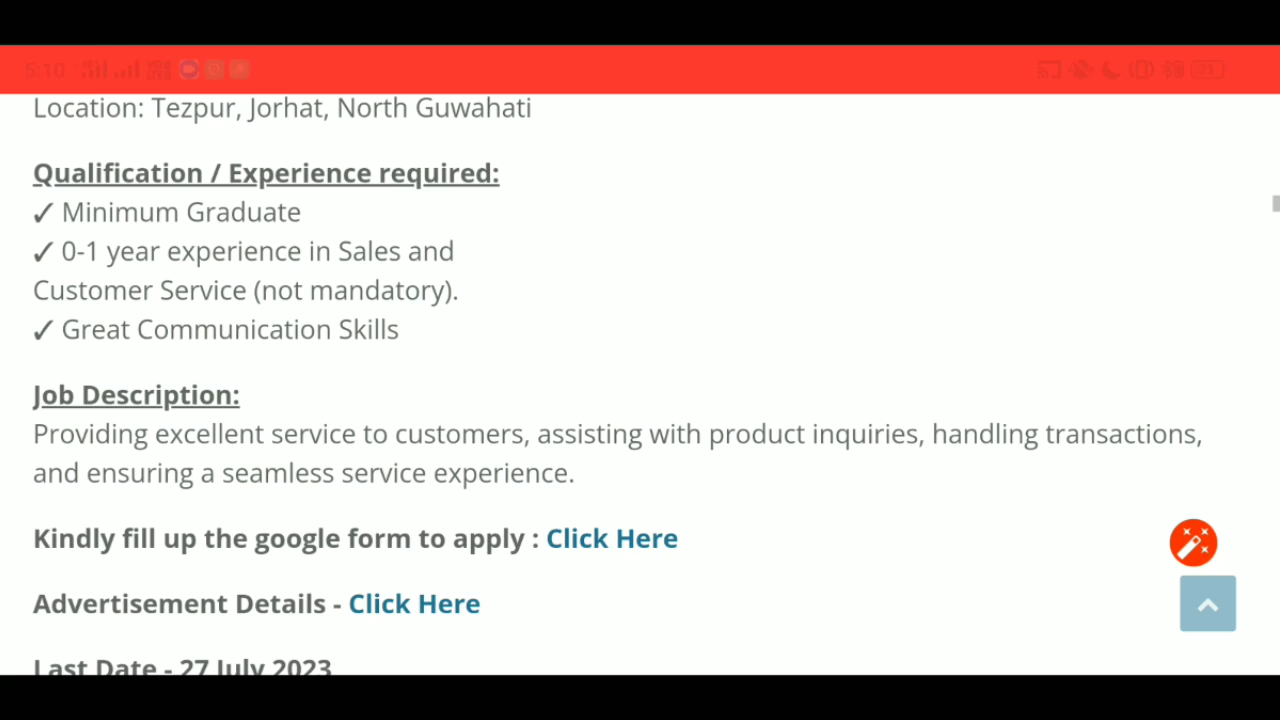 5:10
Location: Tezpur, Jorhat, North Guwahati
Qualification / Experience required:
✓ Minimum Graduate
✓ 0-1 year experience in Sales and
Customer Service (not mandatory).
✓ Great Communication Skills
Job Description:
Providing excellent service to customers, assisting with product inquiries, handling transactions,
and ensuring a seamless service experience.
Kindly fill up the google form to apply : Click Here
Advertisement Details - Click Here
Last Date - 27 July 2023